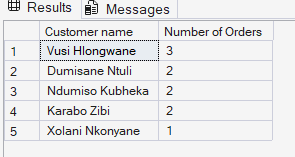 Results Messages
Customer name Number of Orders
1 Vusi Hlongwane 3
2 Dumisane Ntuli 2
3 Ndumiso Kubheka 2
4 Karabo Zibi 2
5 Xolani Nkonyane 1